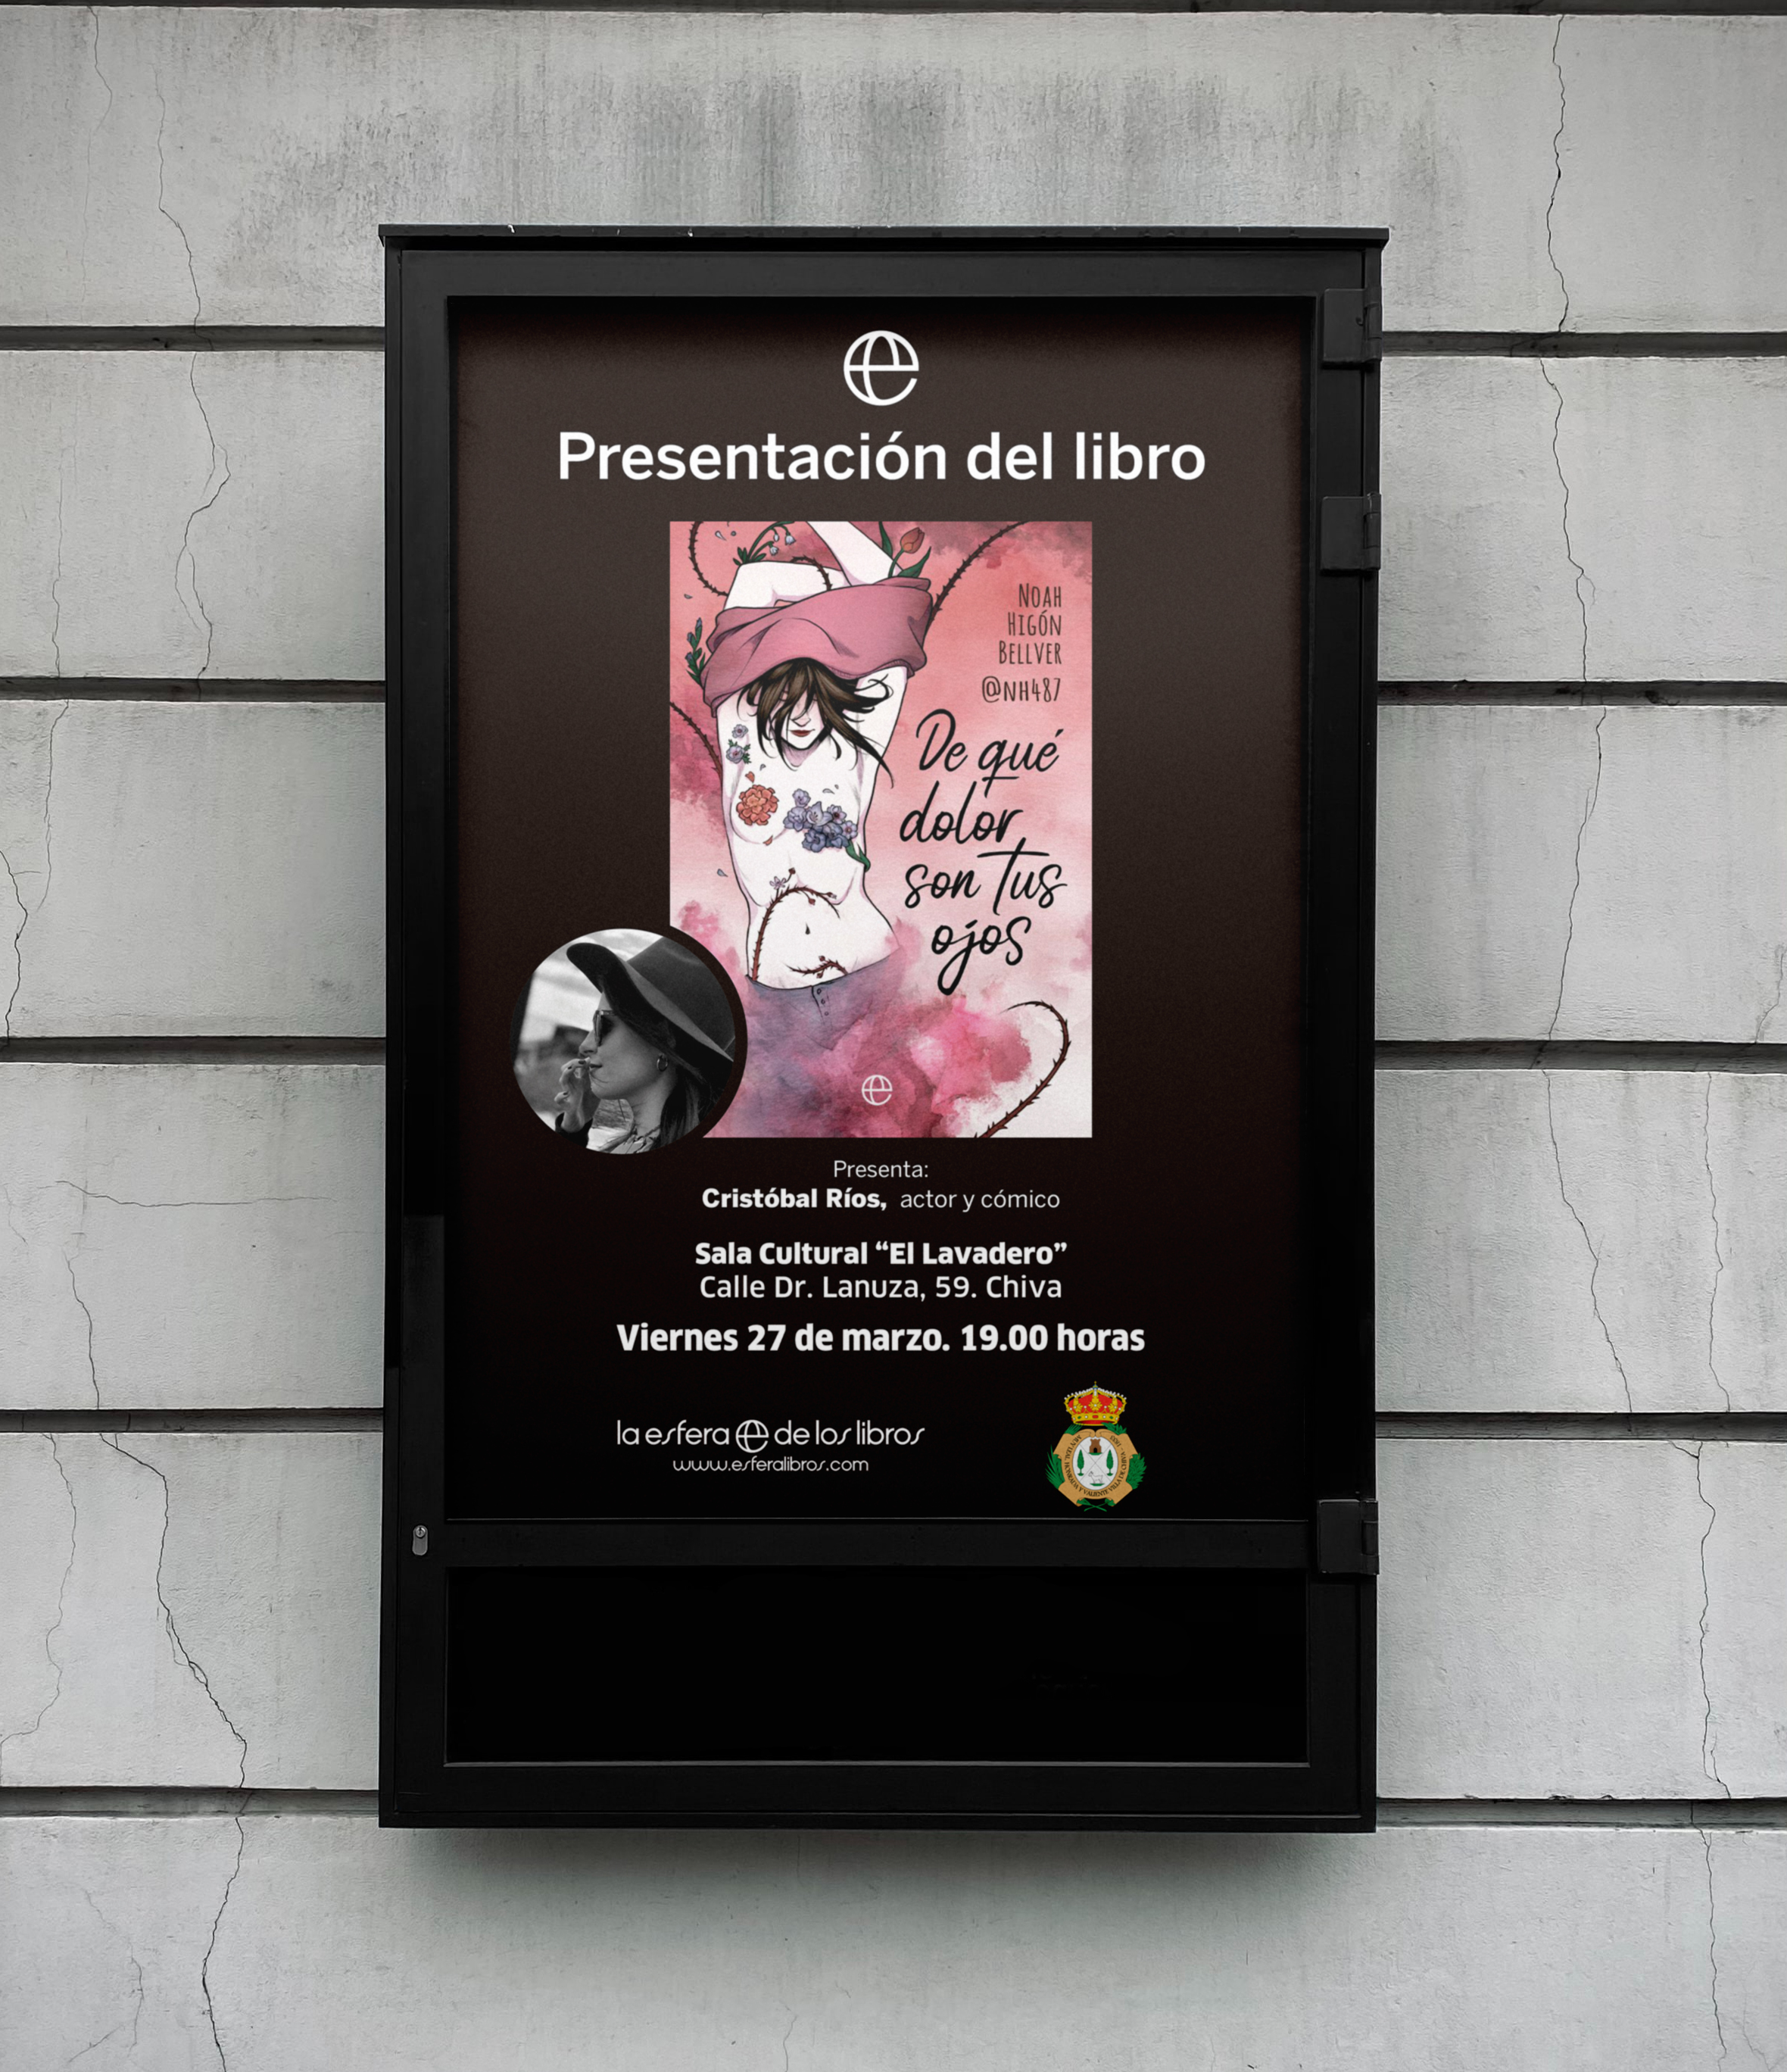 Presentación del libro
NOAH
HIGÓN
BELLVER
@NH487
De qué
dolor
son tus
ojos
Presenta:
Cristóbal Ríos, actor y cómico
Sala Cultural “El Lavadero”
Calle Dr. Lanuza, 59. Chiva
Viernes 27 de marzo. 19.00 horas
la esfera e de los libros
www.esferalibros.com